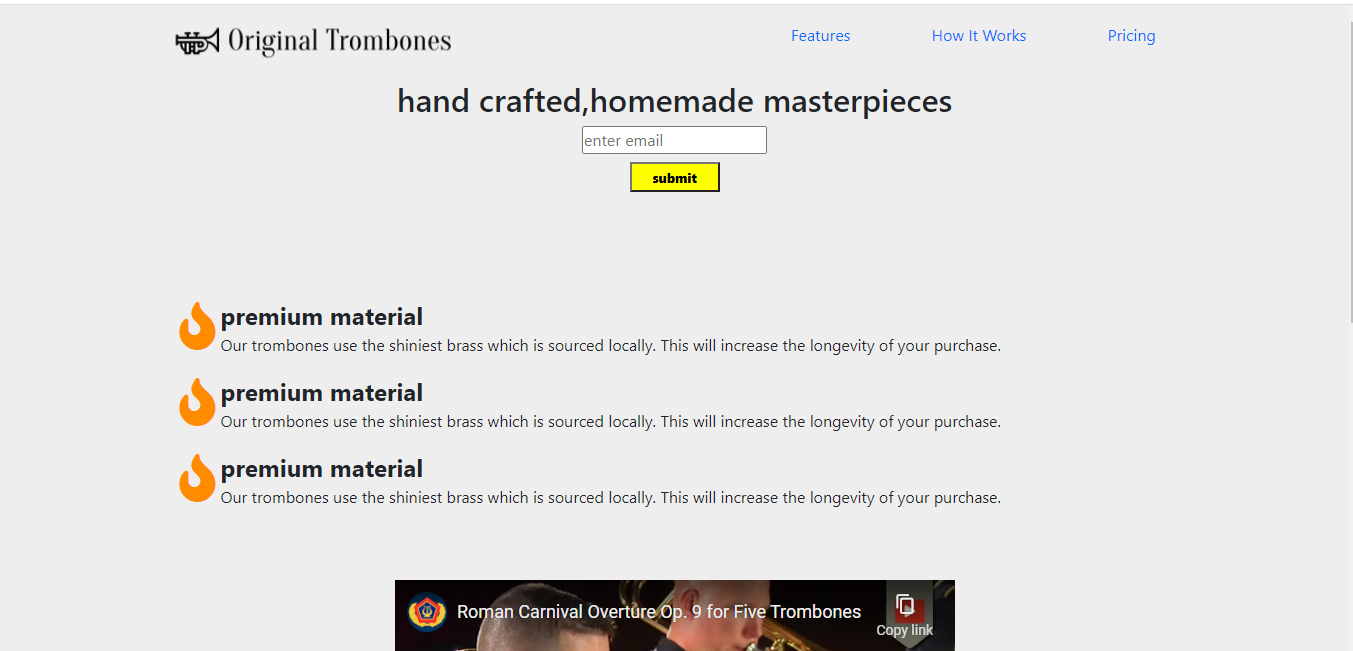 Original Trombones
Features How It Works Pricing
hand crafted,homemade masterpieces
enter email
submit
premium material
Our trombones use the shiniest brass which is sourced locally. This will increase the longevity of your purchase.
premium material
Our trombones use the shiniest brass which is sourced locally. This will increase the longevity of your purchase.
premium material
Our trombones use the shiniest brass which is sourced locally. This will increase the longevity of your purchase.
Roman Carnival Overture Op. 9 for Five Trombones
Copy link